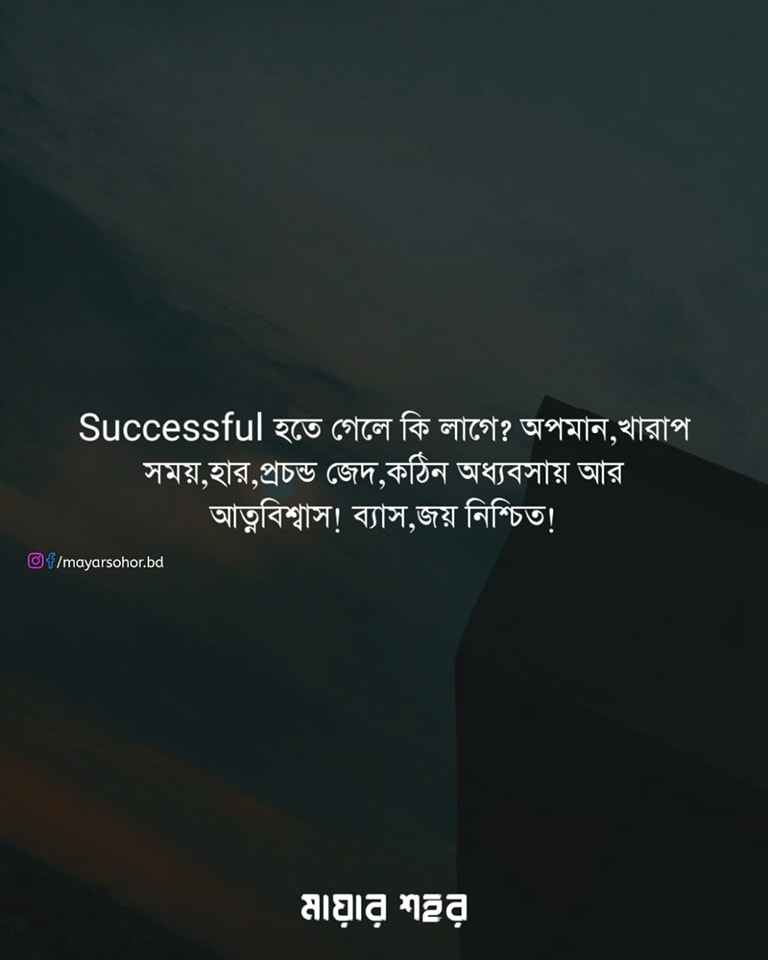 Successful হতে গেলে কি লাগে? অপমান,খারাপ
সময়,হার,প্রচন্ড জেদ,কঠিন অধ্যবসায় আর
আত্নবিশ্বাস! ব্যাস,জয় নিশ্চিত!
/mayarsohor.bd
মায়ার শহর